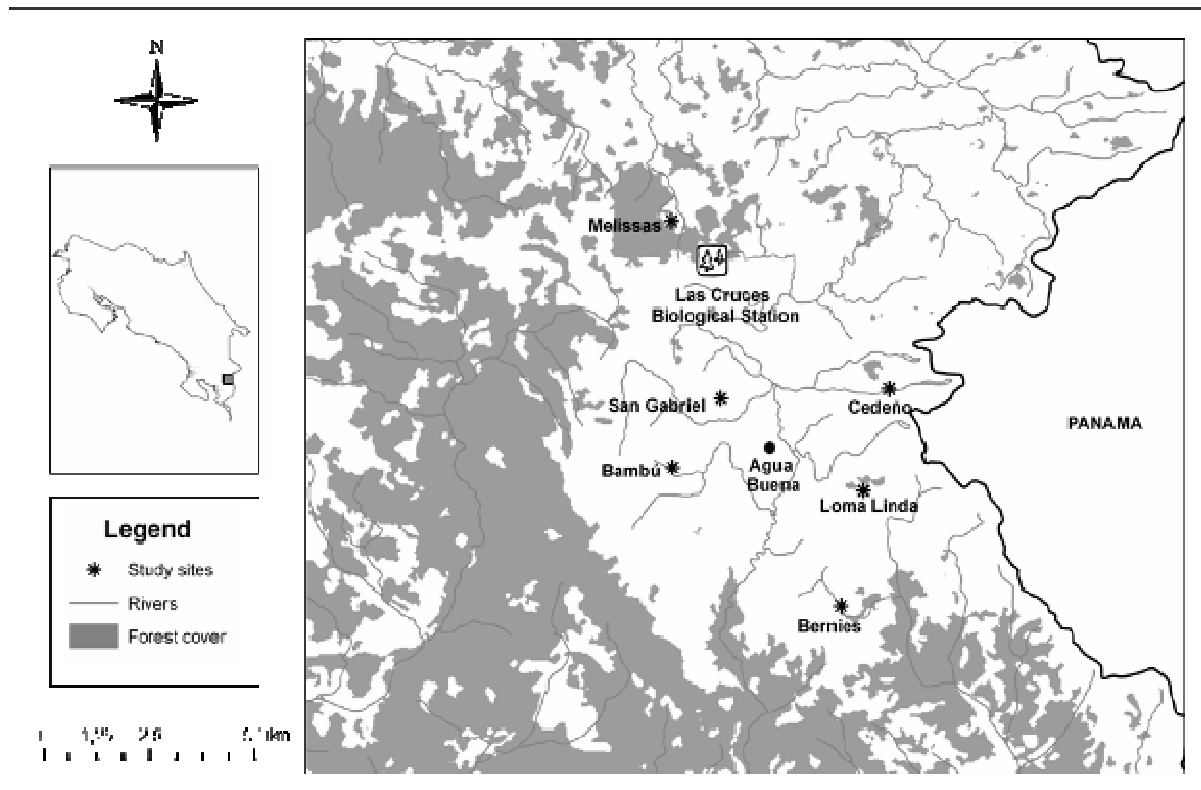 N
Melissas
Las Cruces
Biological Station
San Gabriel
Cedeño
PANAMA
Bambú
Agua
Buena
Loma Linda
Bernies
Legend
Study sites
Rivers
Forest cover
km